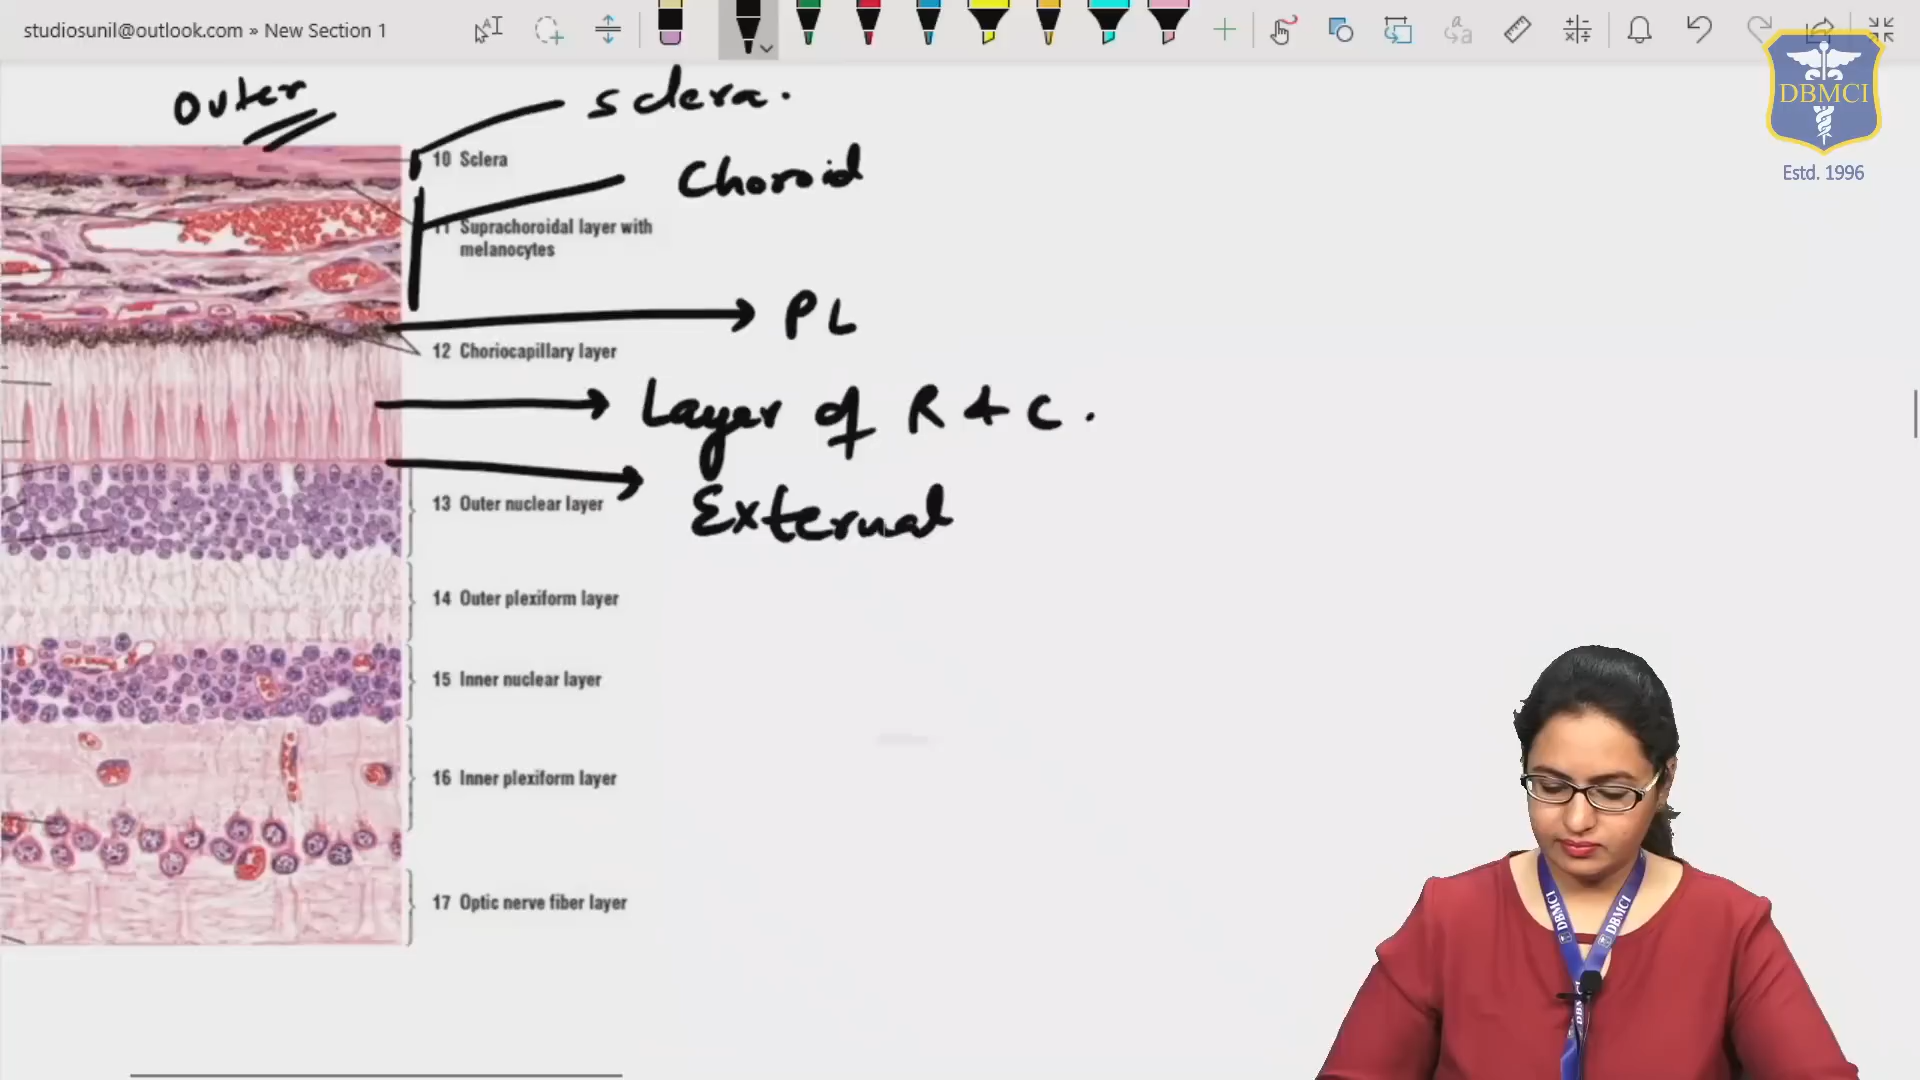 studiosunil@outlook.com » New Section 1
DBMCI
Estd. 1996
Outer
Sclera.
10 Sclera
Choroid
11 Suprachoroidal layer with
melanocytes
PL
12 Choriocapillary layer
Layer of R & C.
13 Outer nuclear layer
External
14 Outer plexiform layer
15 Inner nuclear layer
16 Inner plexiform layer
17 Optic nerve fiber layer
DBMCI
DBMCI